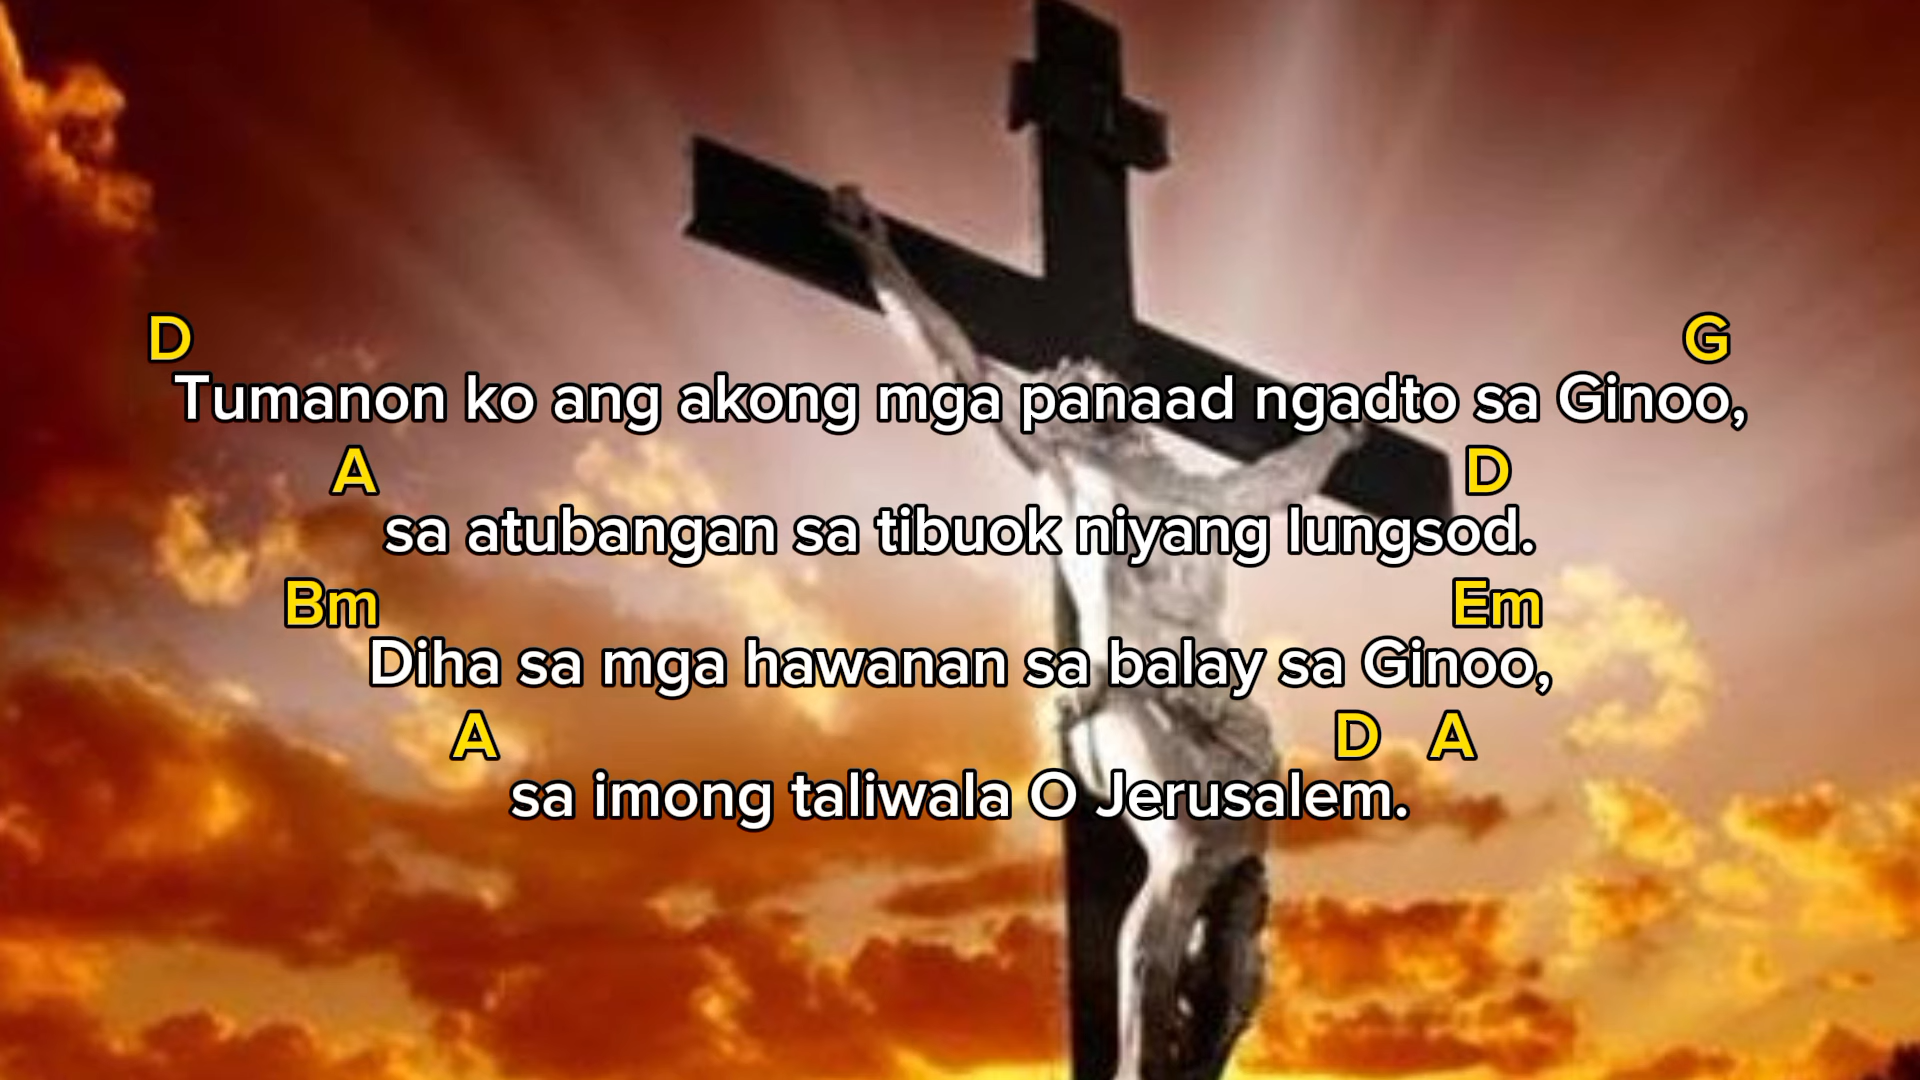 D G
Tumanon ko ang akong mga panaad ngadto sa Ginoo,
A D
sa atubangan sa tibuok niyang lungsod.
Bm Em
Diha sa mga hawanan sa balay sa Ginoo,
A D A
sa imong taliwala O Jerusalem.